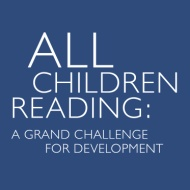 ALL
CHILDREN
READING:
A GRAND CHALLENGE
FOR DEVELOPMENT